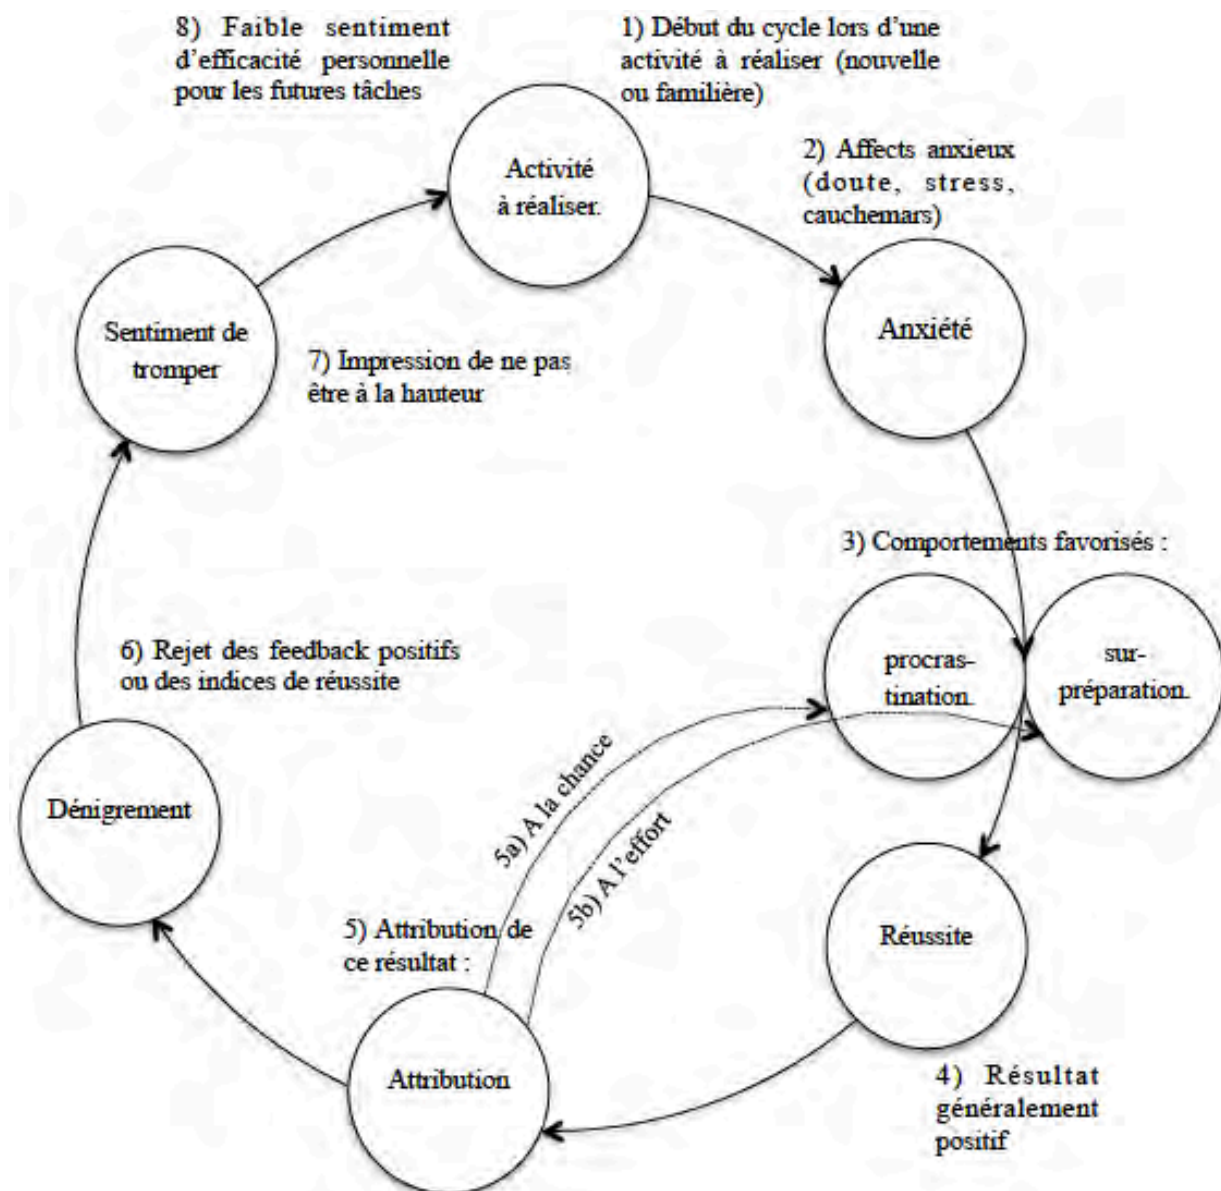 1) Début du cycle lors d’une
activité à réaliser (nouvelle
ou familière)
Activité
à réaliser.
2) Affects anxieux
(doute, stress,
cauchemars)
Anxiété
3) Comportements favorisés :
procras-
tination.
sur-
préparation.
Réussite
4) Résultat
généralement
positif
5) Attribution de
ce résultat :
5a) A la chance
5b) A l’effort
Attribution
Dénigrement
6) Rejet des feedback positifs
ou des indices de réussite
Sentiment de
tromper
7) Impression de ne pas
être à la hauteur
8) Faible sentiment
d’efficacité personnelle
pour les futures tâches